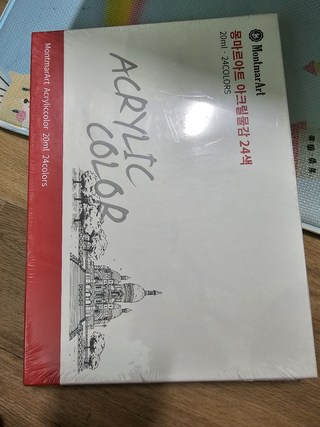 MontmarArt
몽마르아트 아크릴물감 24색
20ml · 24COLORS
ACRYLIC
COLOR
MontmarArt Acryliccolor 20ml 24colors